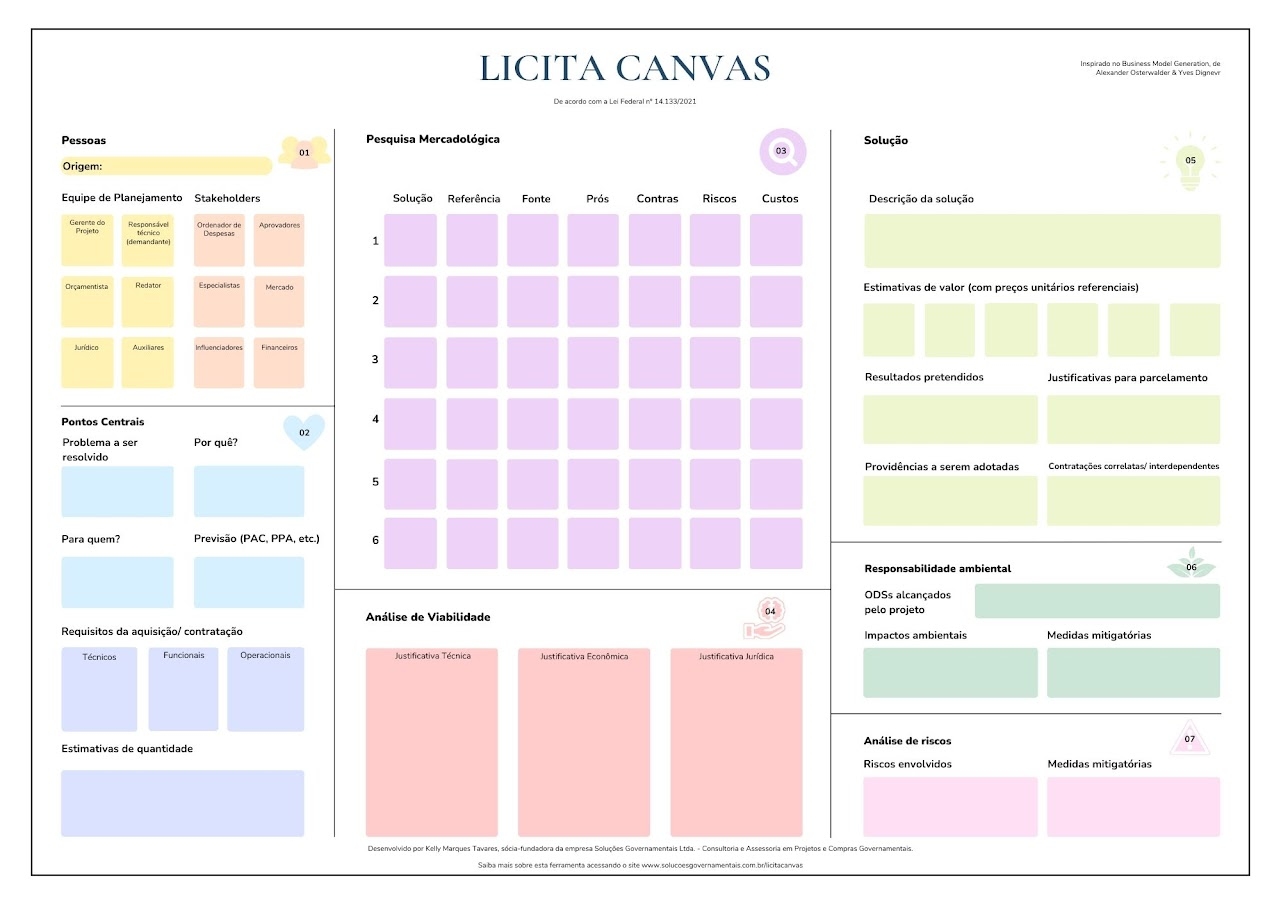 LICITA CANVAS
De acordo com a Lei Federal nº 14.133/2021
Inspirado no Business Model Generation, de
Alexander Osterwalder & Yves Dignevr
Pessoas
01
Origem:
Equipe de Planejamento
Stakeholders
Gerente do
Projeto
Responsável
técnico
(demandante)
Ordenador de
Despesas
Aprovadores
Orçamentista
Redator
Especialistas
Mercado
Jurídico
Auxiliares
Influenciadores
Financeiros
Pontos Centrais
02
Problema a ser
resolvido
Por quê?
Para quem?
Previsão (PAC, PPA, etc.)
Requisitos da aquisição/ contratação
Técnicos
Funcionais
Operacionais
Estimativas de quantidade
Pesquisa Mercadológica
03
Solução
Referência
Fonte
Prós
Contras
Riscos
Custos
1
2
3
4
5
6
Análise de Viabilidade
04
Justificativa Técnica
Justificativa Econômica
Justificativa Jurídica
Solução
05
Descrição da solução
Estimativas de valor (com preços unitários referenciais)
Resultados pretendidos
Justificativas para parcelamento
Providências a serem adotadas
Contratações correlatas/ interdependentes
Responsabilidade ambiental
06
ODSs alcançados
pelo projeto
Impactos ambientais
Medidas mitigatórias
Análise de riscos
07
Riscos envolvidos
Medidas mitigatórias
Desenvolvido por Kelly Marques Tavares, sócia-fundadora da empresa Soluções Governamentais Ltda. - Consultoria e Assessoria em Projetos e Compras Governamentais.
Saiba mais sobre esta ferramenta acessando o site www.solucoesgovernamentais.com.br/licitacanvas